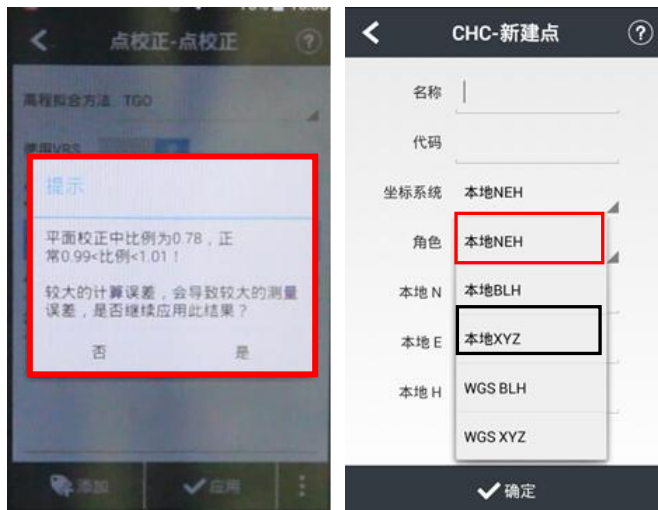 点校正-点校正
高程拟合方法 TGO
使用VRS
提示
平面校正中比例为0.78，正
常0.99<比例<1.01！
较大的计算误差，会导致较大的测量
误差，是否继续应用此结果？
否
是
添加
应用
CHC-新建点
?
名称
代码
坐标系统 本地NEH
角色 本地NEH
本地 N 本地BLH
本地 E 本地XYZ
本地 H WGS BLH
WGS XYZ
确定